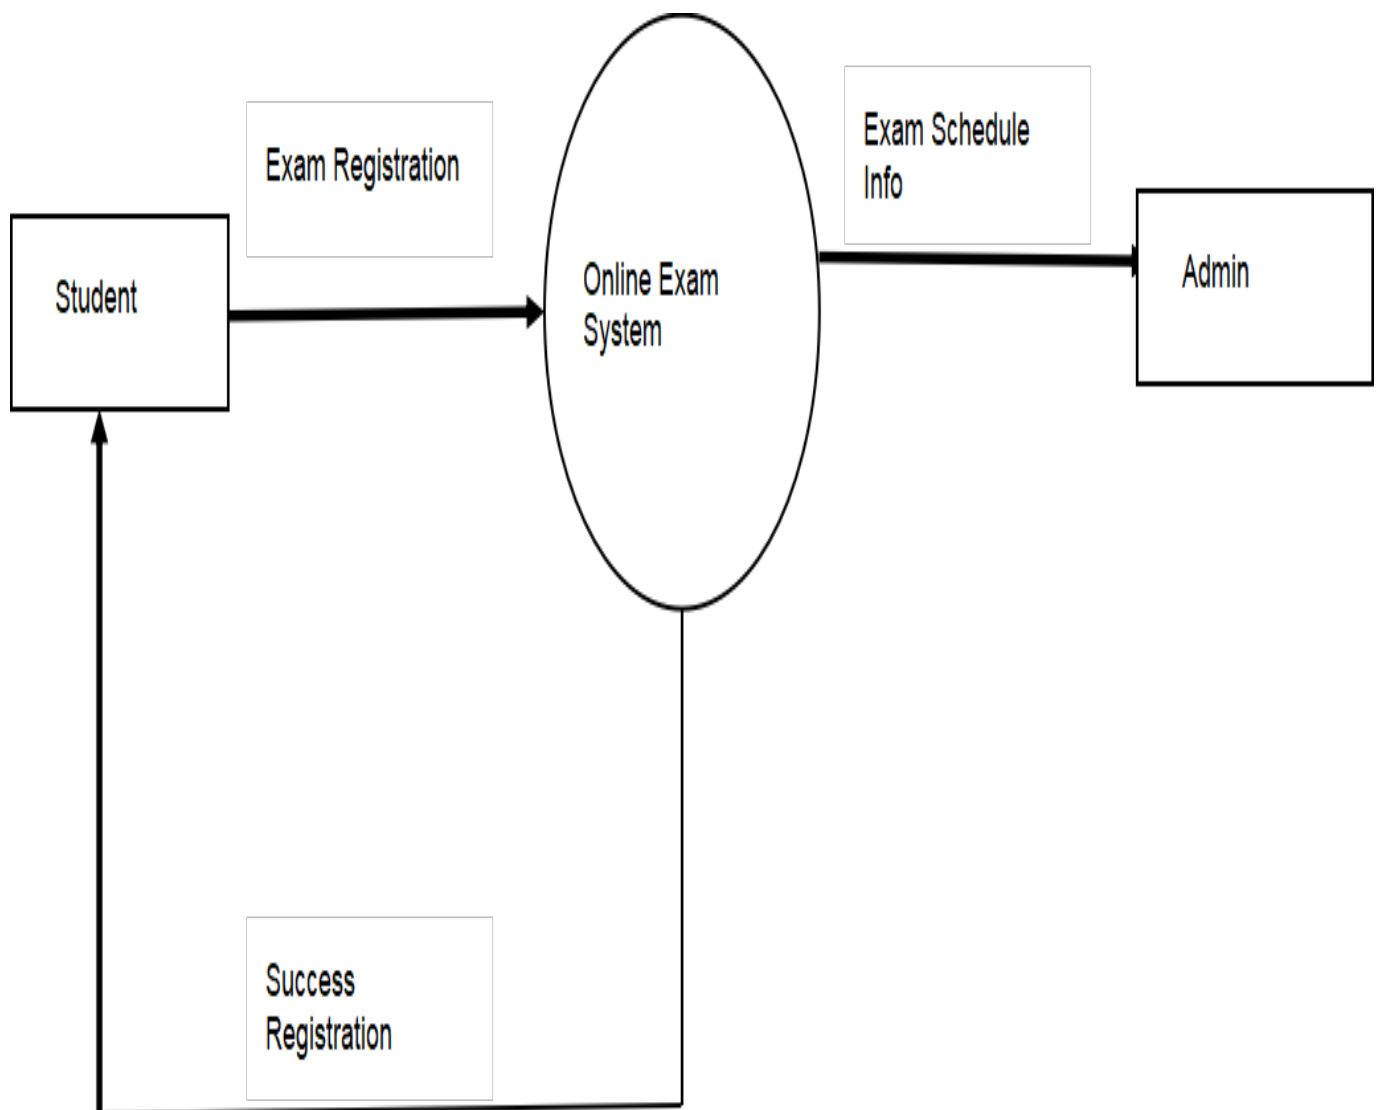 Exam Registration
Exam Schedule
Info
Student
Online Exam
System
Admin
Success
Registration